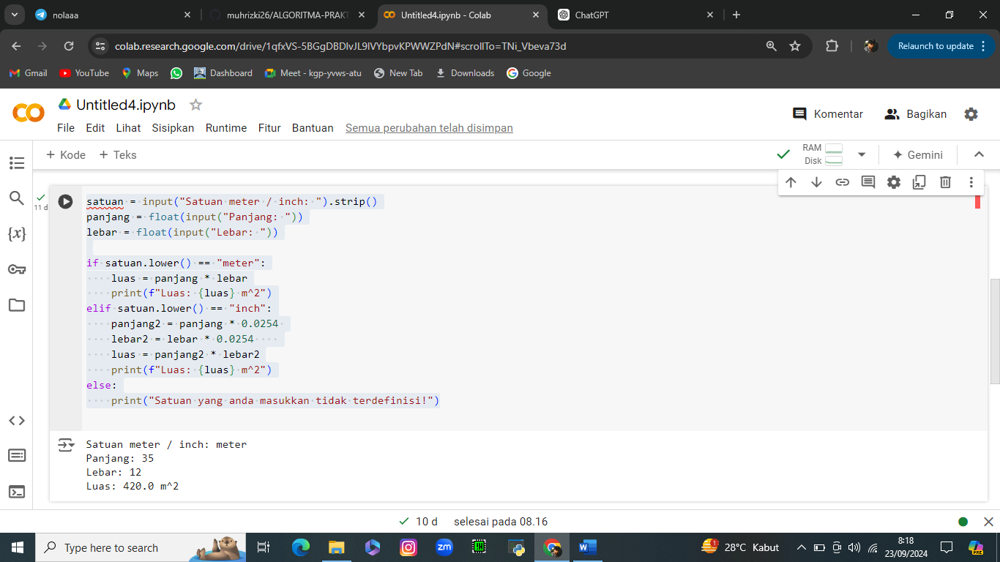 nolaaa
muhrizki26/ALGORITMA-PRAKT
Untitled4.ipynb - Colab
ChatGPT
colab.research.google.com/drive/1qfxVS-5BGgDBDlvJL9lVYbpvKPWWZPdN#scrollTo=TNi_Vbeva73d
Relaunch to update
Gmail
YouTube
Maps
Dashboard
Meet - kgp-yvws-atu
New Tab
Downloads
Google
Untitled4.ipynb
File Edit Lihat Sisipkan Runtime Fitur Bantuan Semua perubahan telah disimpan
Komentar
Bagikan
+ Kode + Teks
RAM
Disk
Gemini
11 d
satuan = input("Satuan meter / inch: ").strip()
panjang = float(input("Panjang: "))
lebar = float(input("Lebar: "))
if satuan.lower() == "meter":
    luas = panjang * lebar
    print(f"Luas: {luas} m^2")
elif satuan.lower() == "inch":
    panjang2 = panjang * 0.0254
    lebar2 = lebar * 0.0254
    luas = panjang2 * lebar2
    print(f"Luas: {luas} m^2")
else:
    print("Satuan yang anda masukkan tidak terdefinisi!")
Satuan meter / inch: meter
Panjang: 35
Lebar: 12
Luas: 420.0 m^2
10 d selesai pada 08.16
Type here to search
zm
W
28°C Kabut
8:18
23/09/2024
PRE